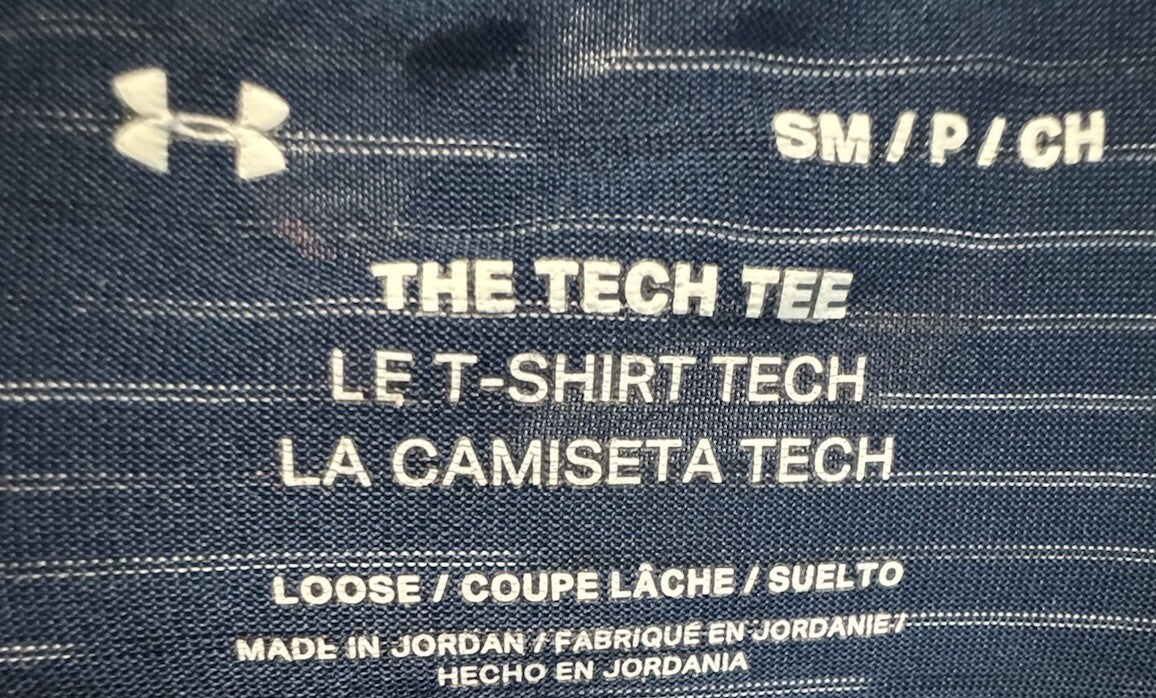 SM / P / CH
THE TECH TEE
LE T-SHIRT TECH
LA CAMISETA TECH
LOOSE / COUPE LÂCHE / SUELTO
MADE IN JORDAN / FABRIQUÉ EN JORDANIE /
HECHO EN JORDANIA